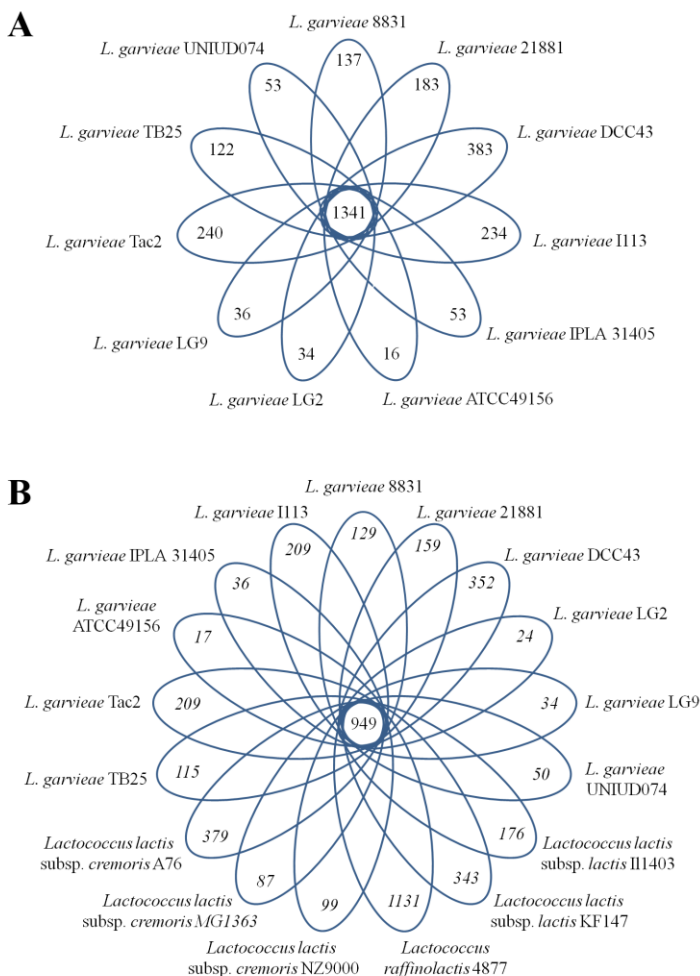 A
L. garvieae 8831
L. garvieae UNIUD074
L. garvieae 21881
137
53
183
L. garvieae TB25
L. garvieae DCC43
122
383
1341
L. garvieae Tac2
240
234
L. garvieae I113
36
53
L. garvieae IPLA 31405
L. garvieae LG9
34
16
L. garvieae LG2
L. garvieae ATCC49156
B
L. garvieae 8831
L. garvieae I113
L. garvieae 21881
129
209
159
L. garvieae IPLA 31405
L. garvieae DCC43
36
352
L. garvieae
ATCC49156
L. garvieae LG2
17
24
L. garvieae Tac2
209
34
L. garvieae LG9
949
L. garvieae TB25
115
50
L. garvieae
UNIUD074
379
176
Lactococcus lactis
subsp. cremoris A76
Lactococcus lactis
subsp. lactis Il1403
87
343
Lactococcus lactis
subsp. cremoris MG1363
Lactococcus lactis
subsp. lactis KF147
99
1131
Lactococcus lactis
subsp. cremoris NZ9000
Lactococcus
raffinolactis 4877